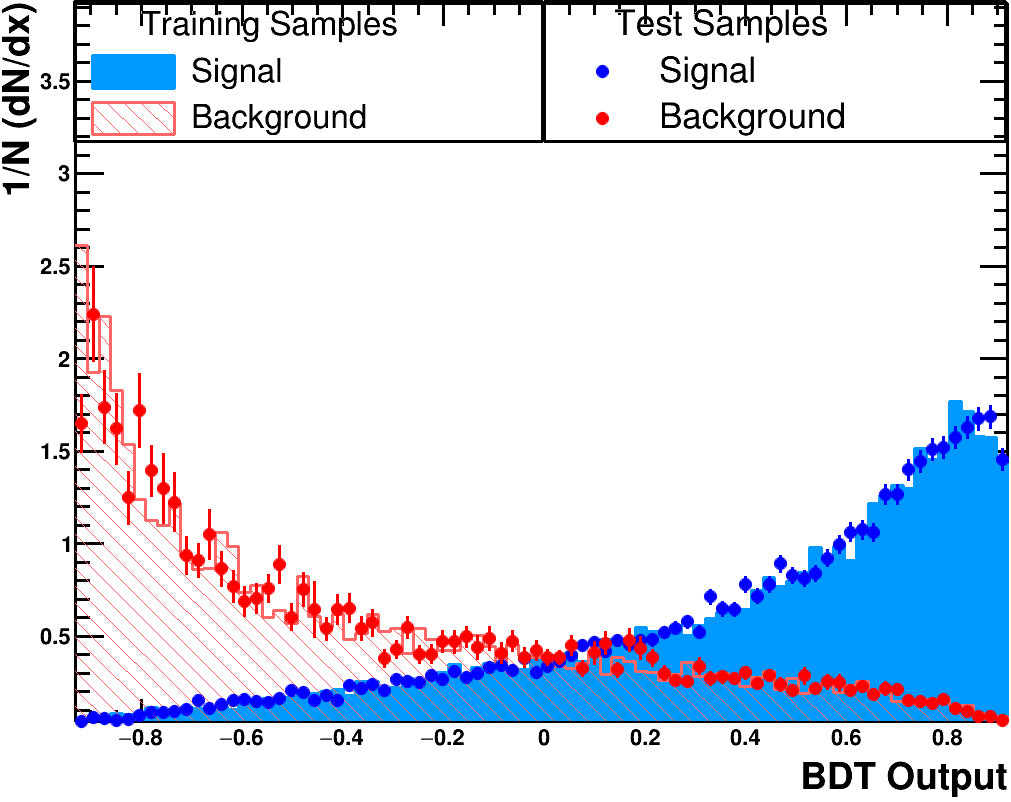 1/N (dN/dx)
Training Samples
Signal
Background
Test Samples
Signal
Background
3.5
3
2.5
2
1.5
1
0.5
−0.8 −0.6 −0.4 −0.2 0 0.2 0.4 0.6 0.8
BDT Output